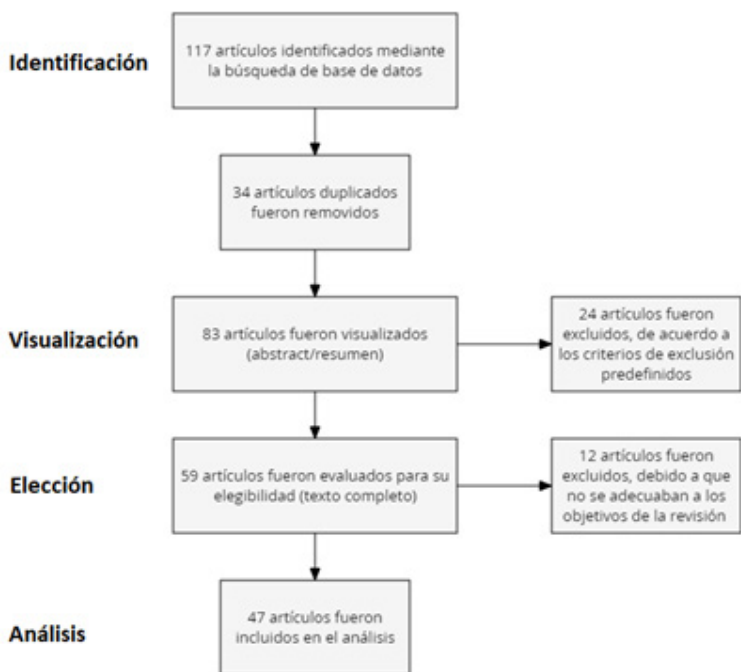 Identificación
117 artículos identificados mediante
la búsqueda de base de datos
34 artículos duplicados
fueron removidos
Visualización
83 artículos fueron visualizados
(abstract/resumen)
24 artículos fueron
excluidos, de acuerdo a
los criterios de exclusión
predefinidos
Elección
59 artículos fueron evaluados para su
elegibilidad (texto completo)
12 artículos fueron
excluidos, debido a que
no se adecuaban a los
objetivos de la revisión
Análisis
47 artículos fueron
incluidos en el análisis